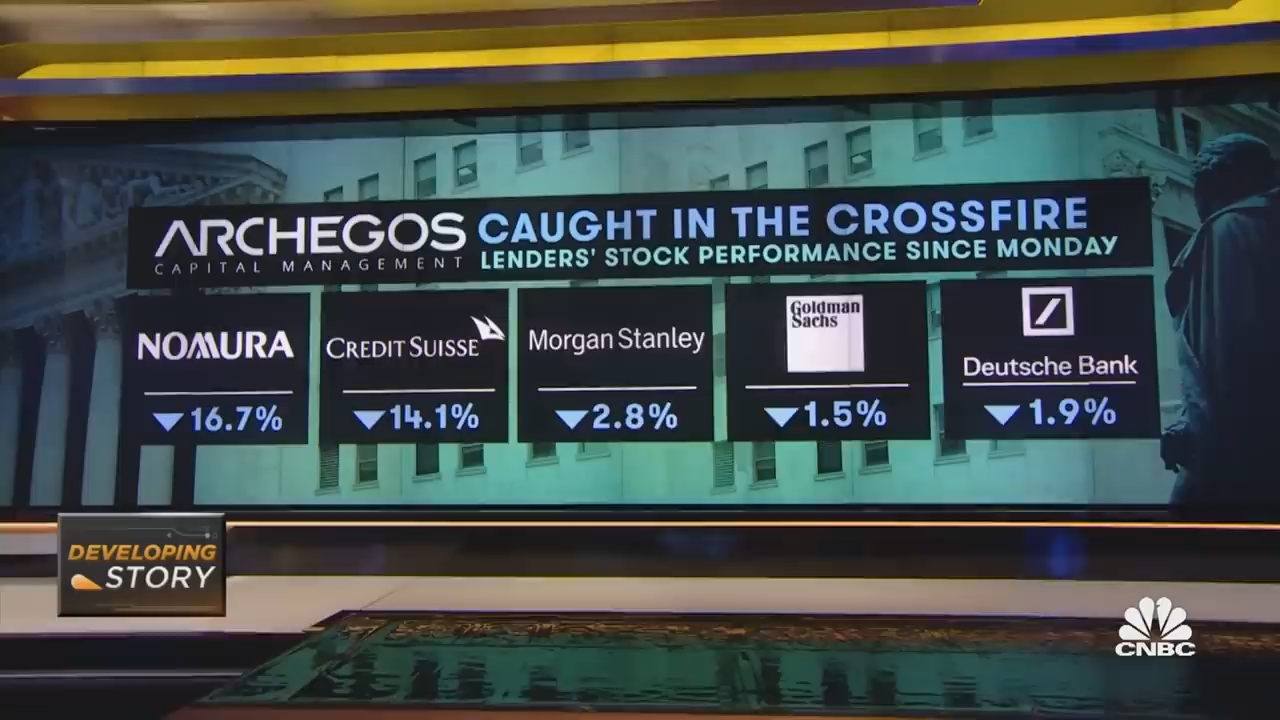 ARCHEGOS
CAPITAL MANAGEMENT
CAUGHT IN THE CROSSFIRE
LENDERS' STOCK PERFORMANCE SINCE MONDAY
NOMURA
▼16.7%
CREDIT SUISSE
▼14.1%
Morgan Stanley
▼2.8%
Goldman
Sachs
▼1.5%
Deutsche Bank
▼1.9%
DEVELOPING
STORY
CNBC